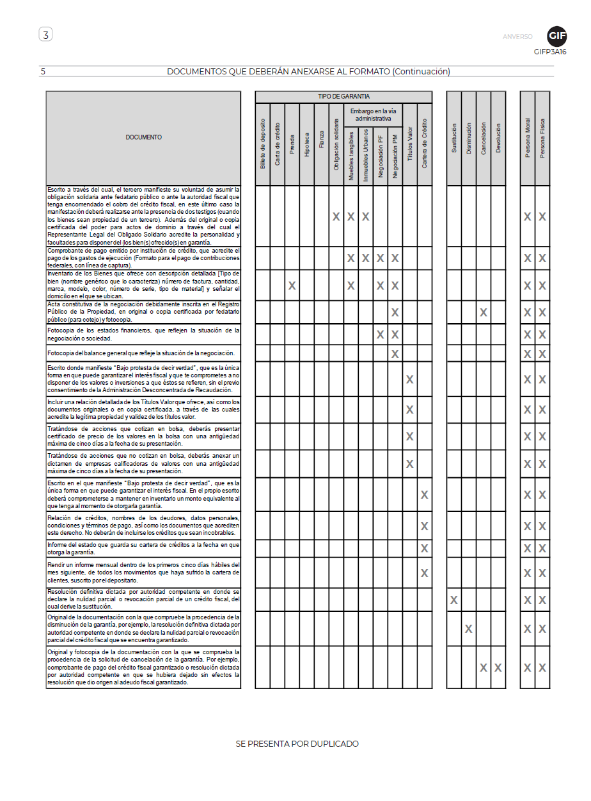 3
ANVERSO
GIF
GIFP3A16
5
DOCUMENTOS QUE DEBERÁN ANEXARSE AL FORMATO (Continuación)
DOCUMENTO
TIPO DE GARANTIA
Embargo en la vía
administrativa
Billete de deposito
Carta de crédito
Prenda
Hipoteca
Fianza
Obligación solidaria
Muebles tangibles
Inmuebles Urbanos
Negociación PF
Negociación PM
Títulos Valor
Cartera de Crédito
Sustitución
Disminución
Cancelación
Devolución
Persona Moral
Persona Física
Escrito a través del cual, el tercero manifieste su voluntad de asumir la
obligación solidaria ante fedatario público o ante la autoridad fiscal que
tenga encomendado el cobro del crédito fiscal, en este último caso la
manifestación deberá realizarse ante la presencia de dos testigos (cuando
los bienes sean propiedad de un tercero). Además del original o copia
certificada del poder para actos de dominio a través del cual el
Representante Legal del Obligado Solidario acredite la personalidad y
facultades para disponer del (los bien(s) ofrecido(s) en garantía.
X X X X X
Comprobante de pago emitido por institución de crédito, que acredite el
pago de los gastos de ejecución (Formato para el pago de contribuciones
federales, con línea de captura).
X X X X X X
Inventario de los Bienes que ofrece con descripción detallada [Tipo de
bien (nombre genérico que lo caracteriza) número de factura, cantidad,
marca, modelo, color, número de serie, tipo de material] y señalar el
domicilio en el que se ubican.
X X X X X X
Acta constitutiva de la negociación debidamente inscrita en el Registro
Público de la Propiedad, en original o copia certificada por fedatario
público (para cotejo) y fotocopia.
X X X X
Fotocopia de los estados financieros, que reflejen la situación de la
negociación o sociedad.
X X X X
Fotocopia del balance general que refleje la situación de la negociación.
X X X
Escrito donde manifieste "Bajo protesta de decir verdad", que es la única
forma en que puede garantizar el interés fiscal y que te comprometes a no
disponer de los valores o inversiones a que éstos se refieren, sin el previo
consentimiento de la Administración Desconcentrada de Recaudación.
X X X
Incluir una relación detallada de los Títulos Valor que ofrece, así como los
documentos originales o en copia certificada, a través de las cuales
acredite la legítima propiedad y validez de los títulos valor.
X X X
Tratándose de acciones que cotizan en bolsa, deberás presentar
certificado de precio de los valores en la bolsa con una antigüedad
máxima de cinco días a la fecha de su presentación.
X X X
Tratándose de acciones que no cotizan en bolsa, deberás anexar un
dictamen de empresas calificadoras de valores con una antigüedad
máxima de cinco días a la fecha de su presentación.
X X X
Escrito en el que manifieste "Bajo protesta de decir verdad", que es la
única forma en que puede garantizar el interés fiscal. En el propio escrito
deberá comprometerse a mantener en inventario un monto equivalente al
que tenga al momento de otorgar la garantía.
X X X
Relación de créditos, nombres de los deudores, datos personales,
condiciones y términos de pago, así como los documentos que acrediten
este derecho. No deberán de incluirse los créditos que sean incobrables.
X X X
Informe del estado que guarda su cartera de créditos a la fecha en que
otorga la garantía.
X X X
Rendir un informe mensual dentro de los primeros cinco días hábiles del
mes siguiente, de todos los movimientos que haya sufrido la cartera de
clientes, suscrito por el depositario.
X X X
Resolución definitiva dictada por autoridad competente en donde se
declare la nulidad parcial o revocación parcial de un crédito fiscal, del
cual derive la sustitución.
X X X
Original de la documentación con la que compruebe la procedencia de la
disminución de la garantía, por ejemplo, la resolución definitiva dictada por
autoridad competente en donde se declare la nulidad parcial o revocación
parcial del crédito fiscal que se encuentra garantizado.
X X X
Original y fotocopia de la documentación con la que se comprueba la
procedencia de la solicitud de cancelación de la garantía. Por ejemplo,
comprobante de pago del crédito fiscal garantizado o resolución dictada
por autoridad competente en que se hubiera dejado sin efectos la
resolución que dio origen al adeudo fiscal garantizado.
X X X X
SE PRESENTA POR DUPLICADO